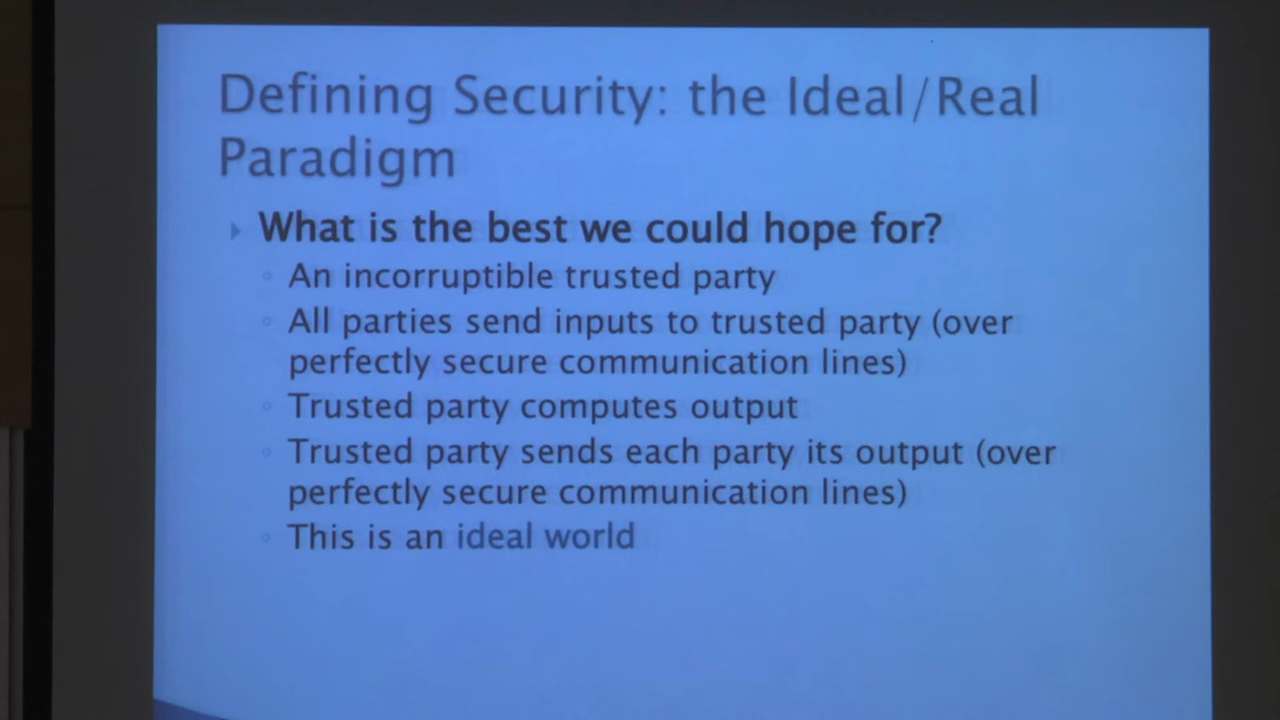 Defining Security: the Ideal/Real
Paradigm
What is the best we could hope for?
An incorruptible trusted party
All parties send inputs to trusted party (over
perfectly secure communication lines)
Trusted party computes output
Trusted party sends each party its output (over
perfectly secure communication lines)
This is an ideal world